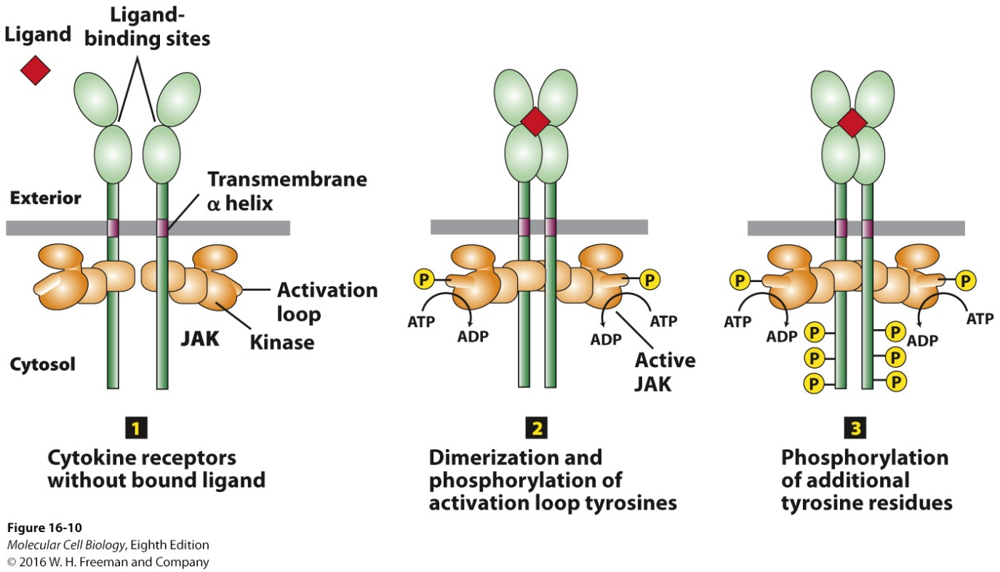 Ligand
Ligand-
binding sites
Exterior
Transmembrane
α helix
Activation
loop
JAK
Kinase
Cytosol
1
Cytokine receptors
without bound ligand
P
P
ATP
ADP
ADP
ATP
Active
JAK
2
Dimerization and
phosphorylation of
activation loop tyrosines
P
P
ATP
ADP
ADP
ATP
P
P
P
P
P
P
3
Phosphorylation
of additional
tyrosine residues
Figure 16-10
Molecular Cell Biology, Eighth Edition
© 2016 W. H. Freeman and Company